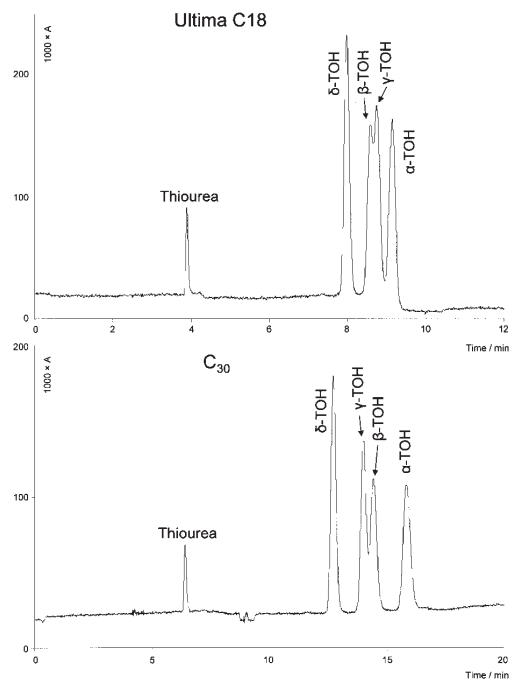 Ultima C18
1000 × A
200
100
0
Thiourea
δ-TOH
β-TOH
γ-TOH
α-TOH
0 2 4 6 8 10 12
Time / min
C30
1000 × A
200
100
0
Thiourea
δ-TOH
γ-TOH
β-TOH
α-TOH
0 5 10 15 20
Time / min